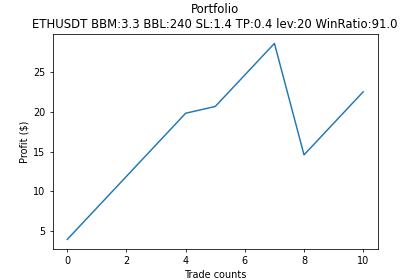 Portfolio
ETHUSDT BBM:3.3 BBL:240 SL:1.4 TP:0.4 lev:20 WinRatio:91.0
25
20
15
10
5
Profit ($)
0 2 4 6 8 10
Trade counts